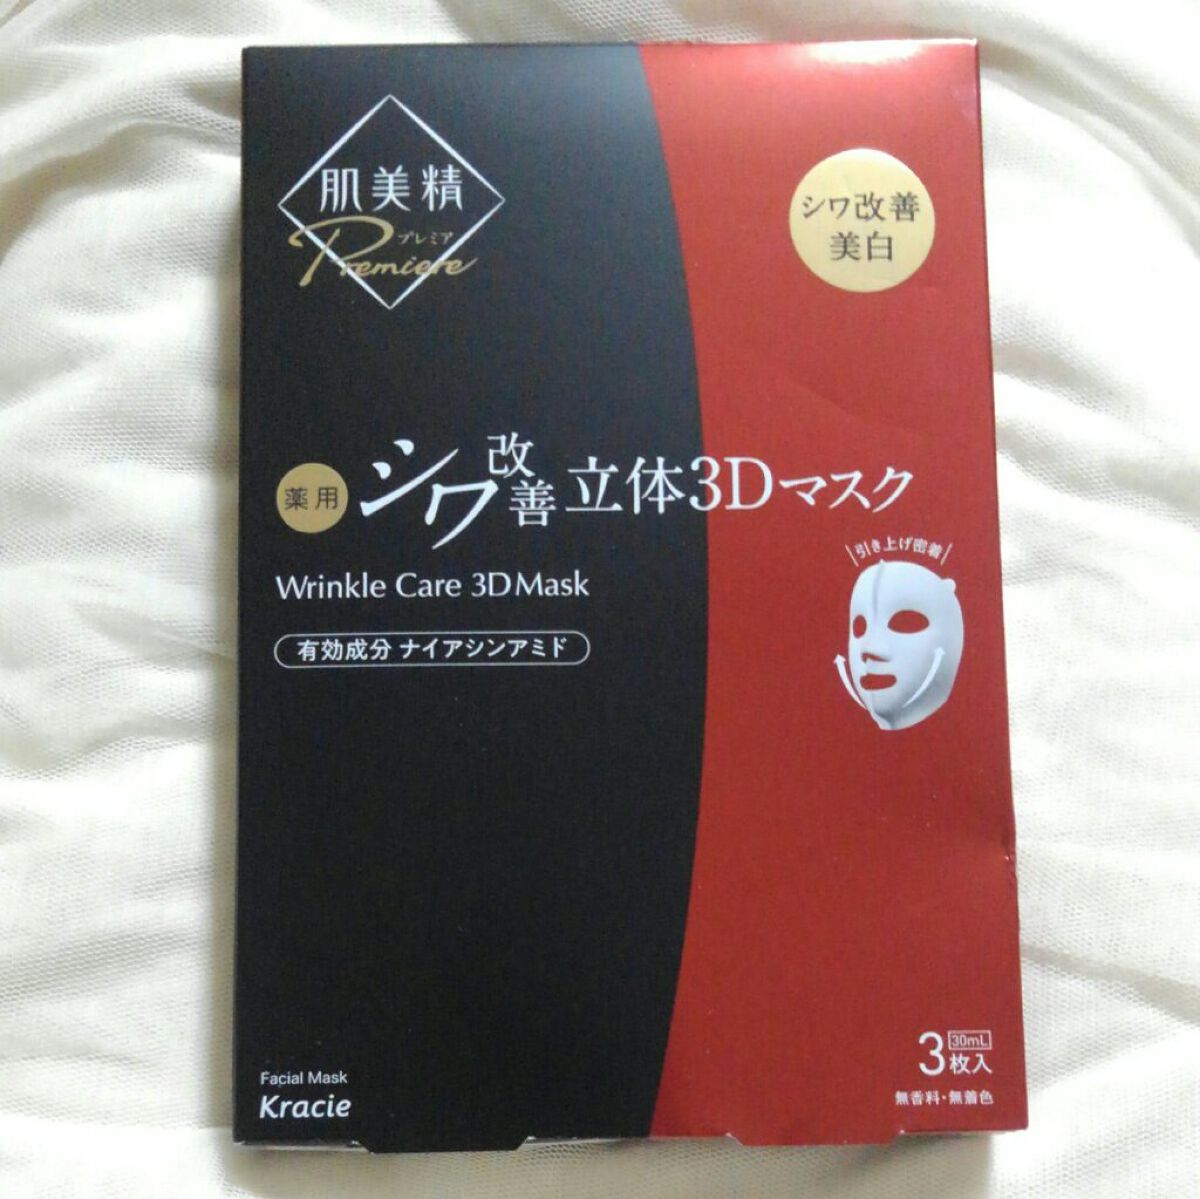 肌美精
プレミア
Premiere
シワ改善
美白
薬用 シワ改善 立体3Dマスク
Wrinkle Care 3D Mask
有効成分 ナイアシンアミド
引き上げ密着
3枚入 30mL
無香料・無着色
Facial Mask
Kracie